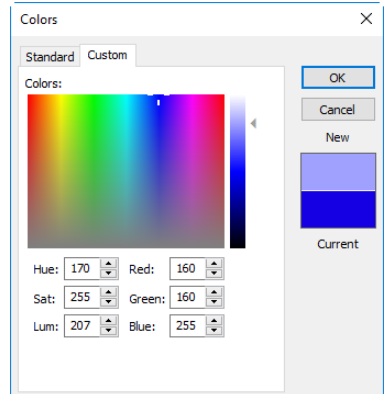 Colors
Standard Custom
Colors:
OK
Cancel
New
Current
Hue: 170 Red: 160
Sat: 255 Green: 160
Lum: 207 Blue: 255